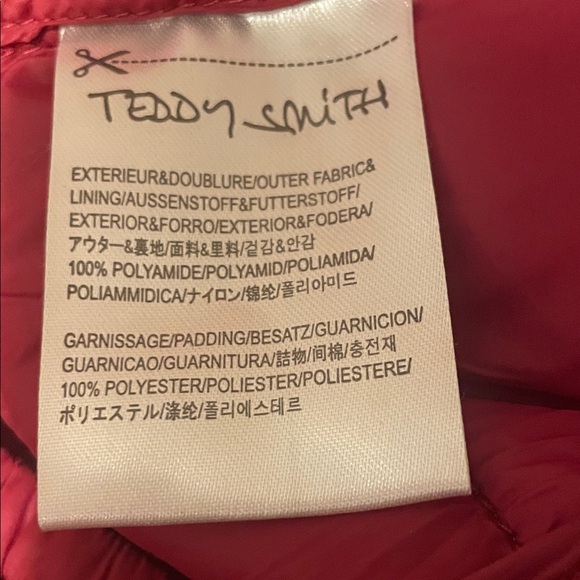 TEDDY SMITH
EXTERIEUR&DOUBLURE/OUTER FABRIC&
LINING/AUSSENSTOFF&FUTTERSTOFF/
EXTERIOR&FORRO/EXTERIOR&FODERA/
アウター&裏地/面料&里料/겉감&안감
100% POLYAMIDE/POLYAMID/POLIAMIDA/
POLIAMMIDICA/ナイロン/锦纶/폴리아미드
GARNISSAGE/PADDING/BESATZ/GUARNICION/
GUARNICAO/GUARNITURA/詰物/间棉/충전재
100% POLYESTER/POLIESTER/POLIESTERE/
ポリエステル/涤纶/폴리에스테르